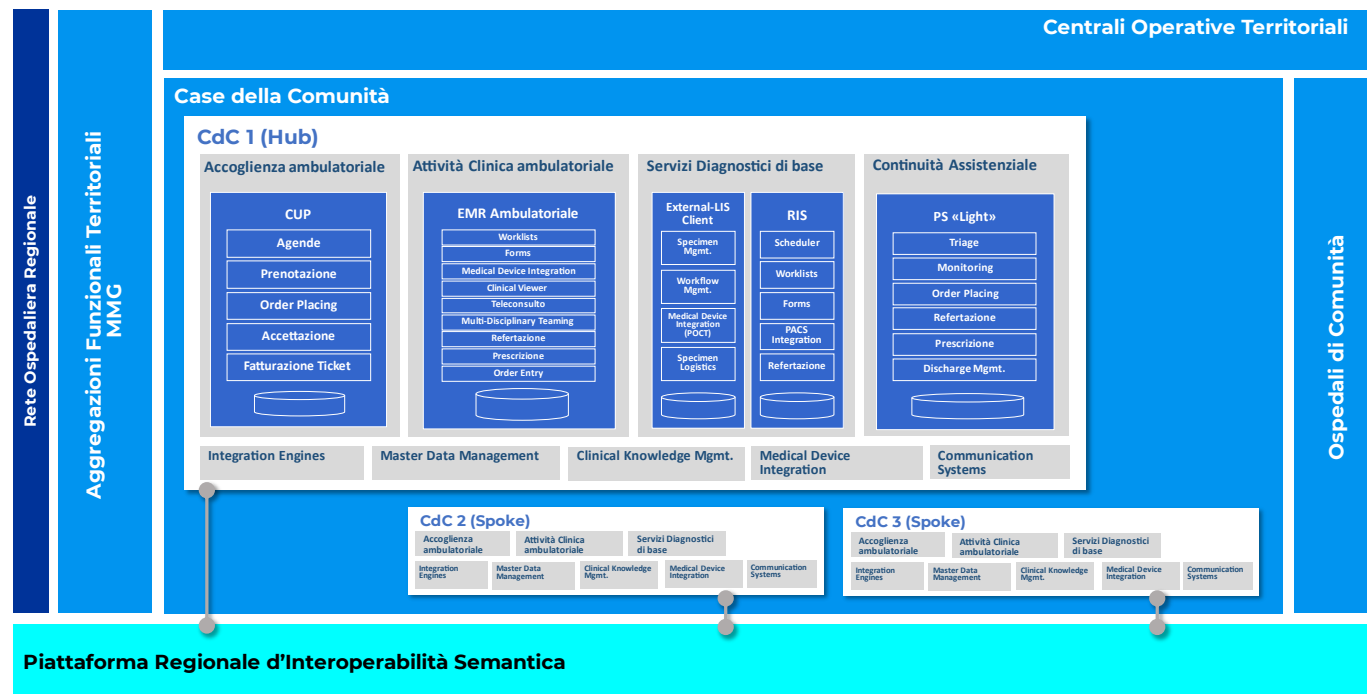 Rete Ospedaliera Regionale
Aggregazioni Funzionali Territoriali
MMG
Centrali Operative Territoriali
Case della Comunità
CdC 1 (Hub)
Accoglienza ambulatoriale
CUP
Agende
Prenotazione
Order Placing
Accettazione
Fatturazione Ticket
Attività Clinica ambulatoriale
EMR Ambulatoriale
Worklists
Forms
Medical Device Integration
Clinical Viewer
Teleconsulto
Multi-Disciplinary Teaming
Refertazione
Prescrizione
Order Entry
Servizi Diagnostici di base
External-LIS
Client
Specimen
Mgmt.
Workflow
Mgmt.
Medical Device
Integration
(POCT)
Specimen
Logistics
RIS
Scheduler
Worklists
Forms
PACS
Integration
Refertazione
Continuità Assistenziale
PS «Light»
Triage
Monitoring
Order Placing
Refertazione
Prescrizione
Discharge Mgmt.
Integration Engines
Master Data Management
Clinical Knowledge Mgmt.
Medical Device
Integration
Communication
Systems
CdC 2 (Spoke)
Accoglienza
ambulatoriale
Attività Clinica
ambulatoriale
Servizi Diagnostici
di base
Integration
Engines
Master Data
Management
Clinical Knowledge
Mgmt.
Medical Device
Integration
Communication
Systems
CdC 3 (Spoke)
Accoglienza
ambulatoriale
Attività Clinica
ambulatoriale
Servizi Diagnostici
di base
Integration
Engines
Master Data
Management
Clinical Knowledge
Mgmt.
Medical Device
Integration
Communication
Systems
Ospedali di Comunità
Piattaforma Regionale d’Interoperabilità Semantica